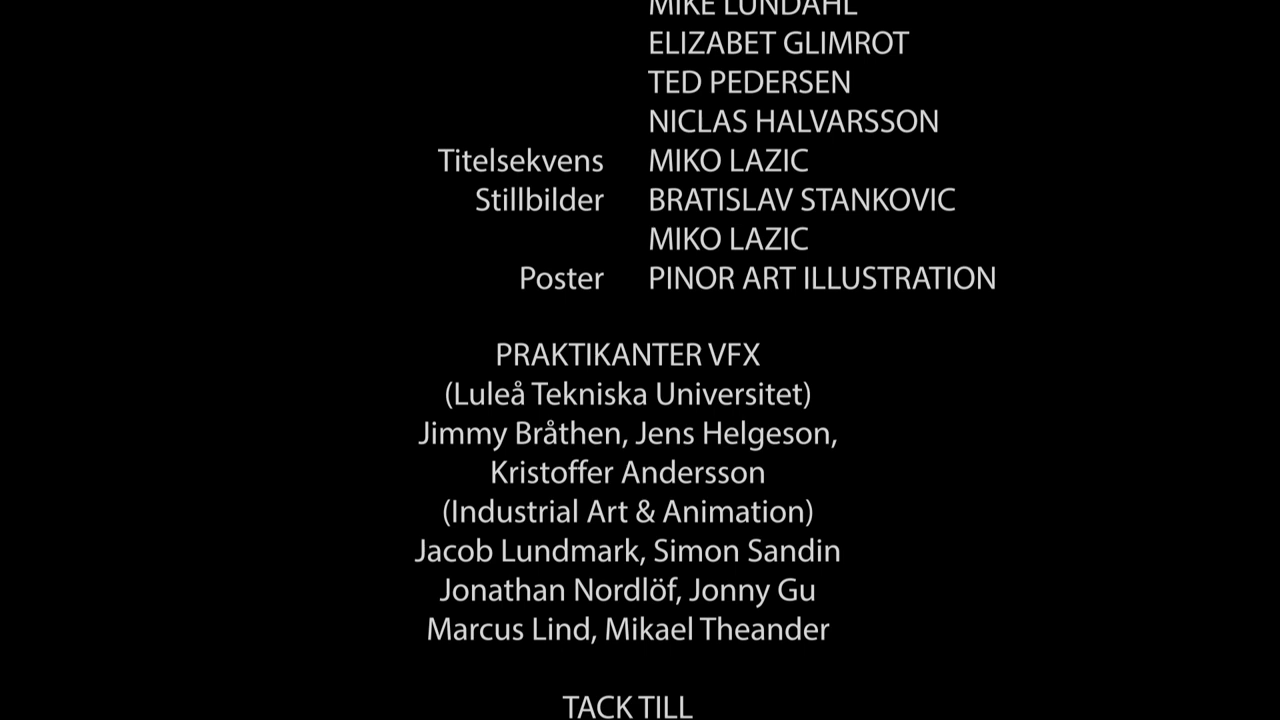 MIKE LUNDAHL
ELIZABET GLIMROT
TED PEDERSEN
NICLAS HALVARSSON
Titelsekvens MIKO LAZIC
Stillbilder BRATISLAV STANKOVIC
MIKO LAZIC
Poster PINOR ART ILLUSTRATION
PRAKTIKANTER VFX
(Luleå Tekniska Universitet)
Jimmy Bråthen, Jens Helgeson,
Kristoffer Andersson
(Industrial Art & Animation)
Jacob Lundmark, Simon Sandin
Jonathan Nordlöf, Jonny Gu
Marcus Lind, Mikael Theander
TACK TILL